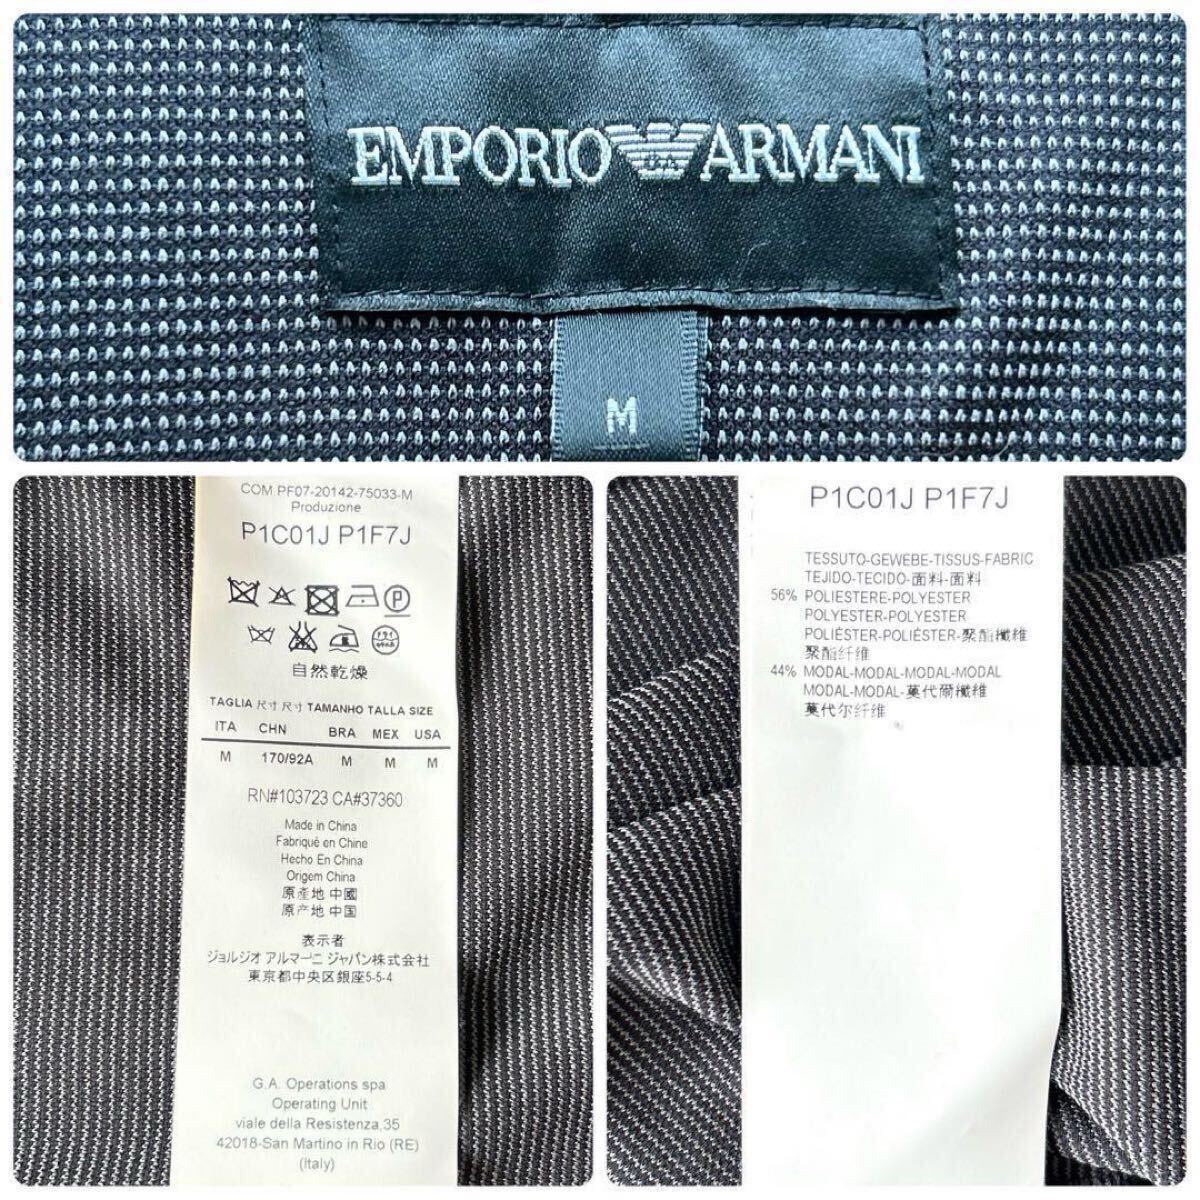 EMPORIO ARMANI
M
COM PF07-20142-75033-M
Produzione
P1C01J P1F7J
自然乾燥
TAGLIA 尺寸 尺寸 TAMANHO TALLA SIZE
ITA CHN BRA MEX USA
M 170/92A M M M
RN#103723 CA#37360
Made in China
Fabriqué en Chine
Hecho En China
Origem China
原產地 中國
原产地 中国
表示者
ジョルジオ アルマーニ ジャパン株式会社
東京都中央区銀座5-5-4
G.A. Operations spa
Operating Unit
viale della Resistenza,35
42018-San Martino in Rio (RE)
(Italy)
P1C01J P1F7J
TESSUTO-GEWEBE-TISSUS-FABRIC
TEJIDO-TECIDO-面料-面料
56% POLIESTERE-POLYESTER
POLYESTER-POLYESTER
POLIÉSTER-POLIÉSTER-聚酯纖維
聚酯纤维
44% MODAL-MODAL-MODAL-MODAL
MODAL-MODAL-莫代爾纖維
莫代尔纤维